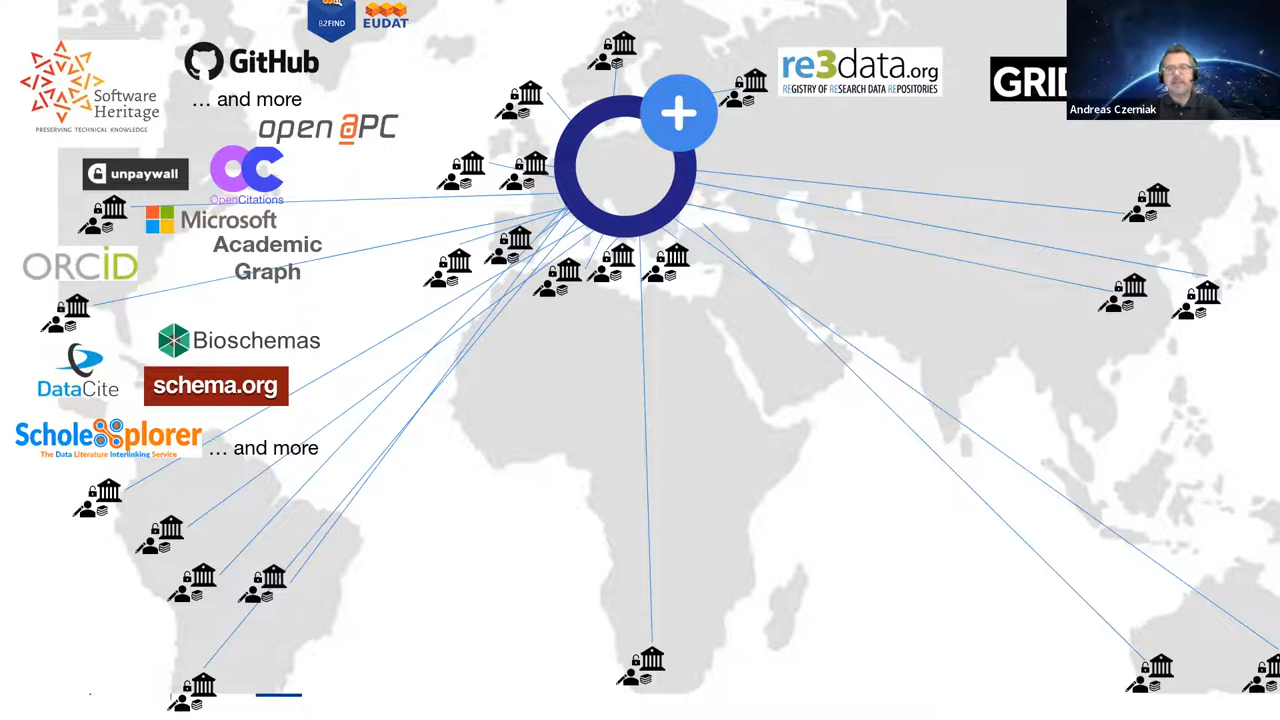 B2FIND
EUDAT
GitHub
... and more
Software
Heritage
PRESERVING TECHNICAL KNOWLEDGE
open aPC
unpaywall
OC
OpenCitations
Microsoft
Academic
Graph
ORCiD
Bioschemas
DataCite
schema.org
ScholeXplorer
The Data Literature Interlinking Service
... and more
re3data.org
REGISTRY OF RESEARCH DATA REPOSITORIES
GRID
Andreas Czerniak